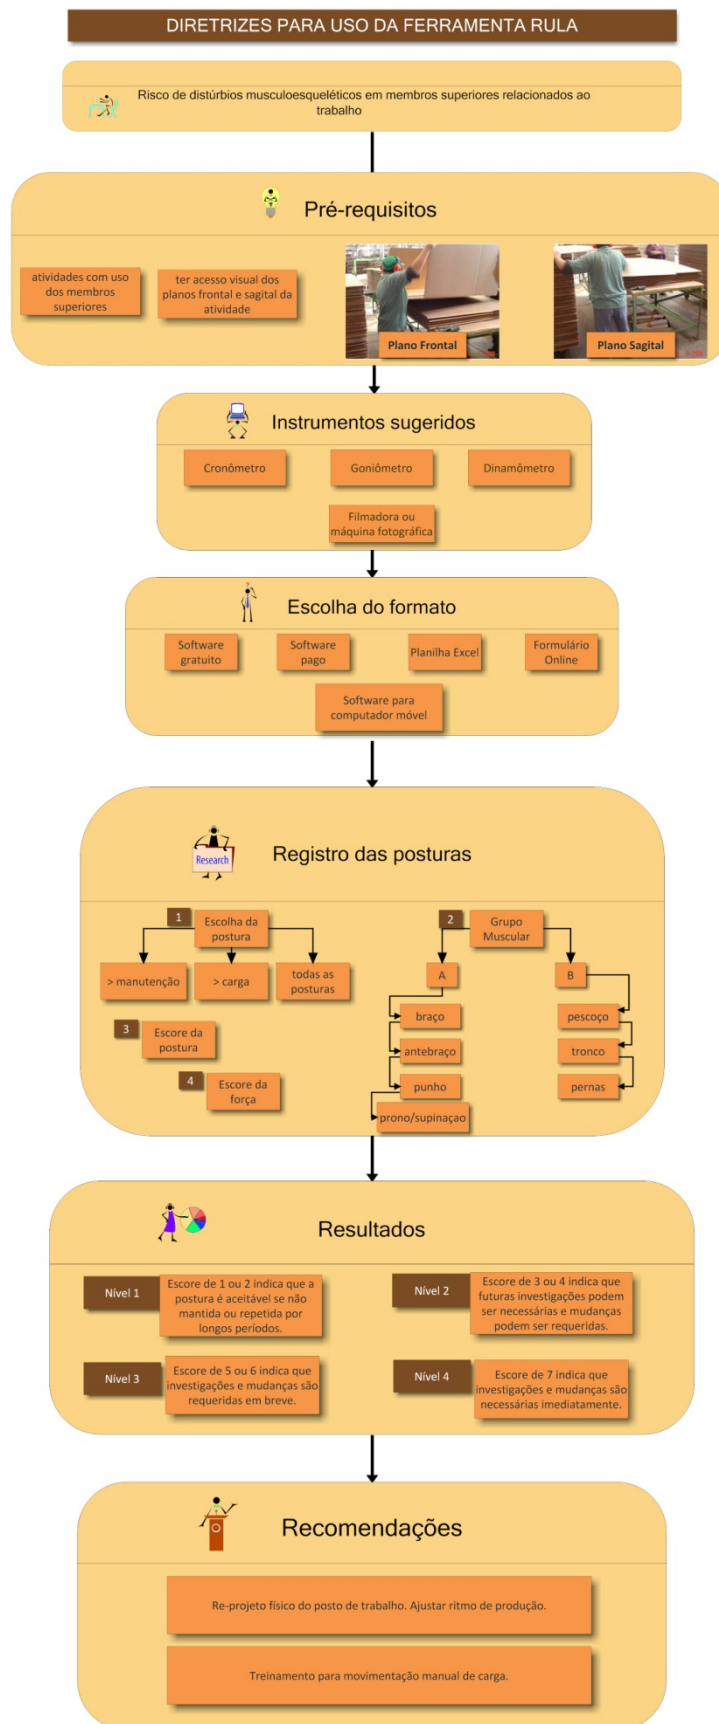 DIRETRIZES PARA USO DA FERRAMENTA RULA
Risco de distúrbios musculoesqueléticos em membros superiores relacionados ao
trabalho
Pré-requisitos
atividades com uso
dos membros
superiores
ter acesso visual dos
planos frontal e sagital da
atividade
Plano Frontal
Plano Sagital
Instrumentos sugeridos
Cronômetro
Goniômetro
Dinamômetro
Filmadora ou
máquina fotográfica
Escolha do formato
Software
gratuito
Software
pago
Planilha Excel
Formulário
Online
Software para
computador móvel
Research
Registro das posturas
1
Escolha da
postura
> manutenção
> carga
todas as
posturas
3
Escore da
postura
4
Escore da
força
2
Grupo
Muscular
A
B
braço
antebraço
punho
prono/supinaçao
pescoço
tronco
pernas
Resultados
Nível 1
Escore de 1 ou 2 indica que a
postura é aceitável se não
mantida ou repetida por
longos períodos.
Nível 2
Escore de 3 ou 4 indica que
futuras investigações podem
ser necessárias e mudanças
podem ser requeridas.
Nível 3
Escore de 5 ou 6 indica que
investigações e mudanças são
requeridas em breve.
Nível 4
Escore de 7 indica que
investigações e mudanças são
necessárias imediatamente.
Recomendações
Re-projeto físico do posto de trabalho. Ajustar ritmo de produção.
Treinamento para movimentação manual de carga.